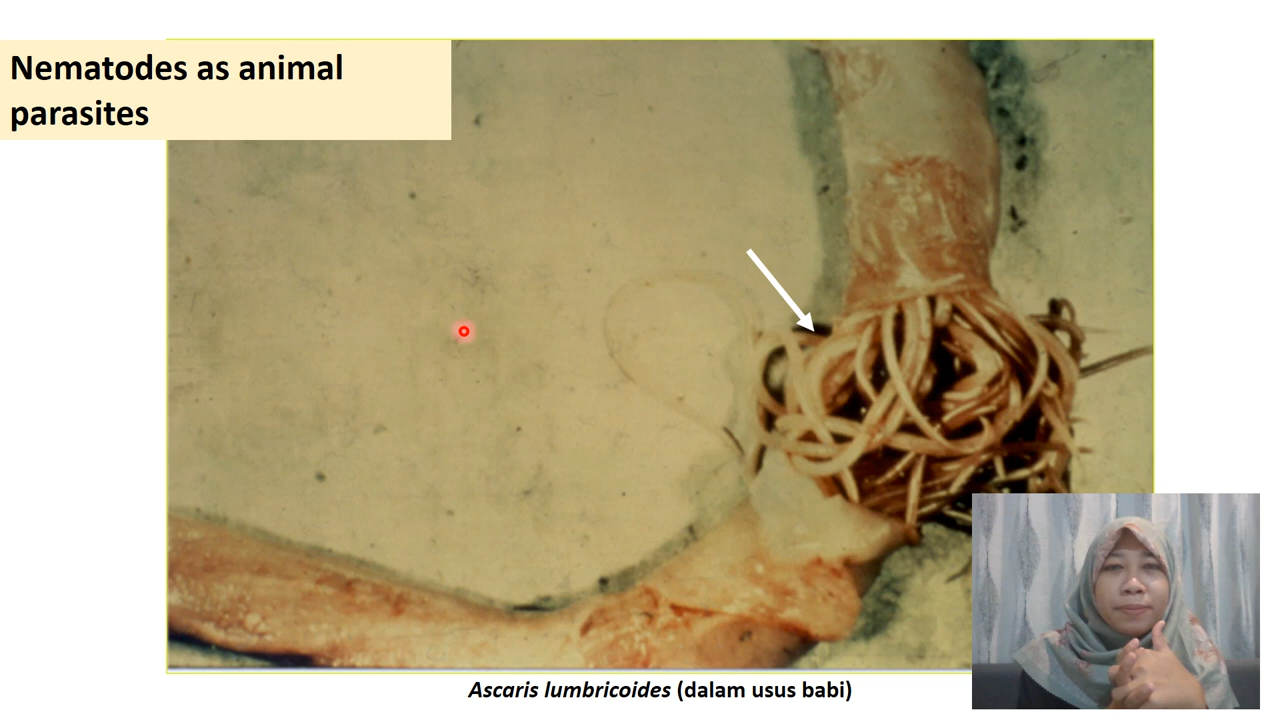 Nematodes as animal
parasites
Ascaris lumbricoides (dalam usus babi)